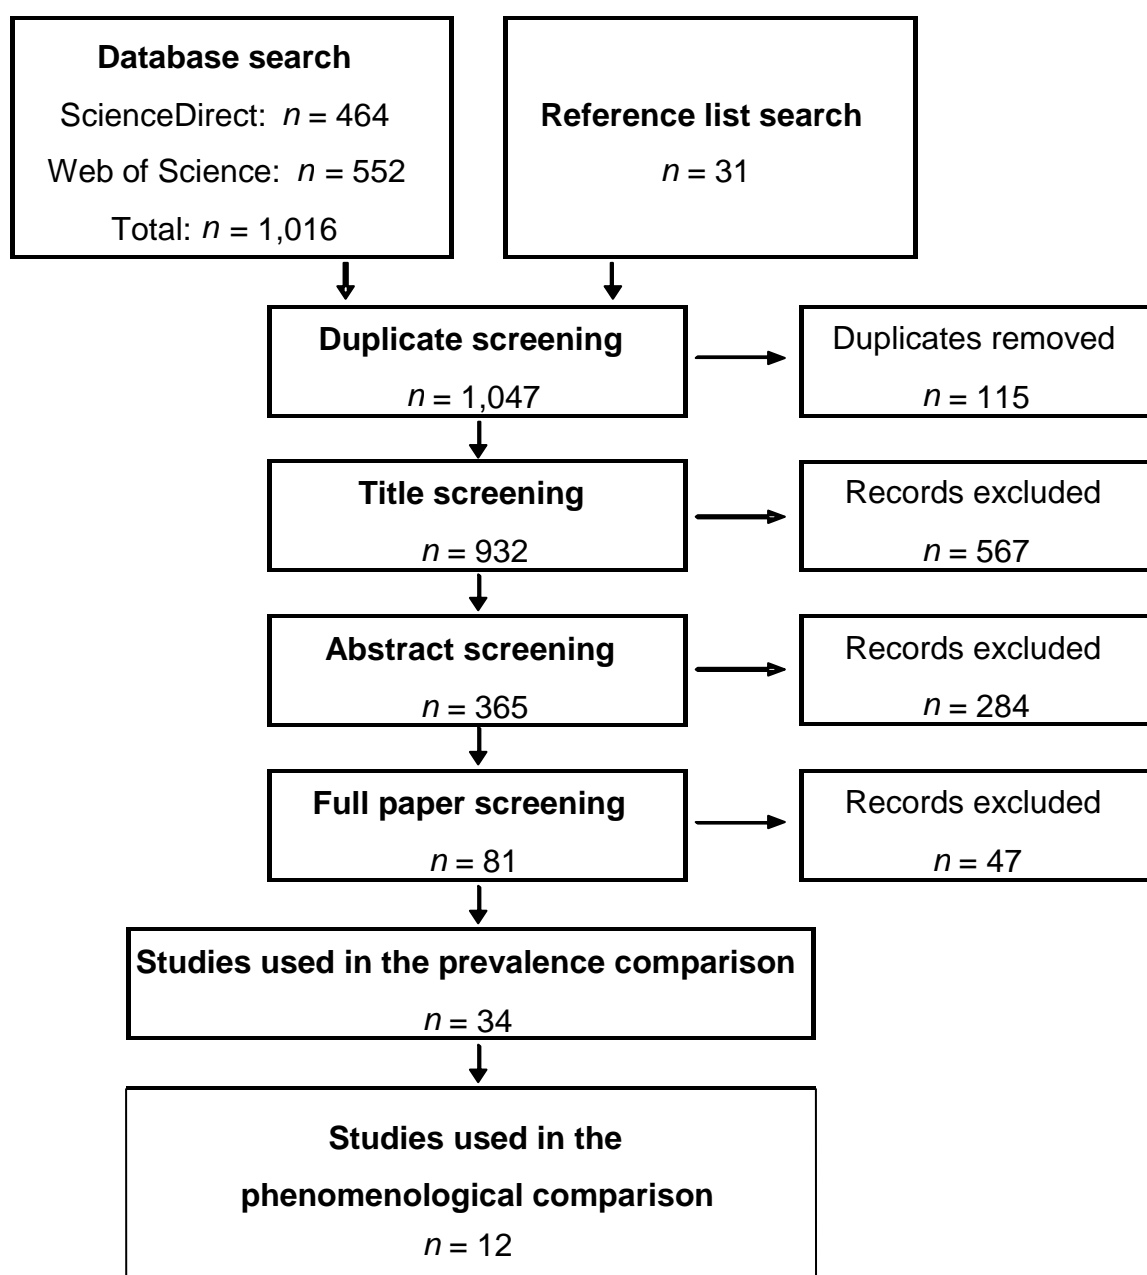 Database search
ScienceDirect: n = 464
Web of Science: n = 552
Total: n = 1,016
Reference list search
n = 31
Duplicate screening
n = 1,047
Duplicates removed
n = 115
Title screening
n = 932
Records excluded
n = 567
Abstract screening
n = 365
Records excluded
n = 284
Full paper screening
n = 81
Records excluded
n = 47
Studies used in the prevalence comparison
n = 34
Studies used in the
phenomenological comparison
n = 12